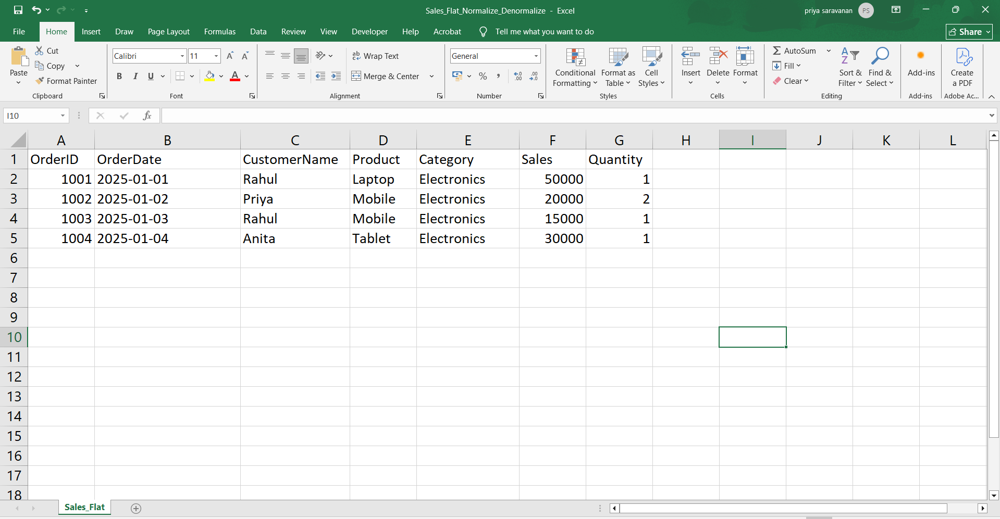 Sales_Flat_Normalize_Denormalize - Excel
priya saravanan PS
File Home Insert Draw Page Layout Formulas Data Review View Developer Help Acrobat Tell me what you want to do Share
Paste
Cut
Copy
Format Painter
Clipboard
Calibri 11
A A
B I U A
Font
ab Wrap Text
Merge & Center
Alignment
General
% ,
Number
Conditional Formatting
Format as Table
Cell Styles
Styles
Insert Delete Format
Cells
AutoSum
Fill
Clear
Sort & Filter
Find & Select
Editing
Add-ins
Add-ins
Create a PDF
Adobe Ac...
I10 fx
A B C D E F G H I J K L
1 OrderID OrderDate CustomerName Product Category Sales Quantity
2 1001 2025-01-01 Rahul Laptop Electronics 50000 1
3 1002 2025-01-02 Priya Mobile Electronics 20000 2
4 1003 2025-01-03 Rahul Mobile Electronics 15000 1
5 1004 2025-01-04 Anita Tablet Electronics 30000 1
6
7
8
9
10
11
12
13
14
15
16
17
18
Sales_Flat